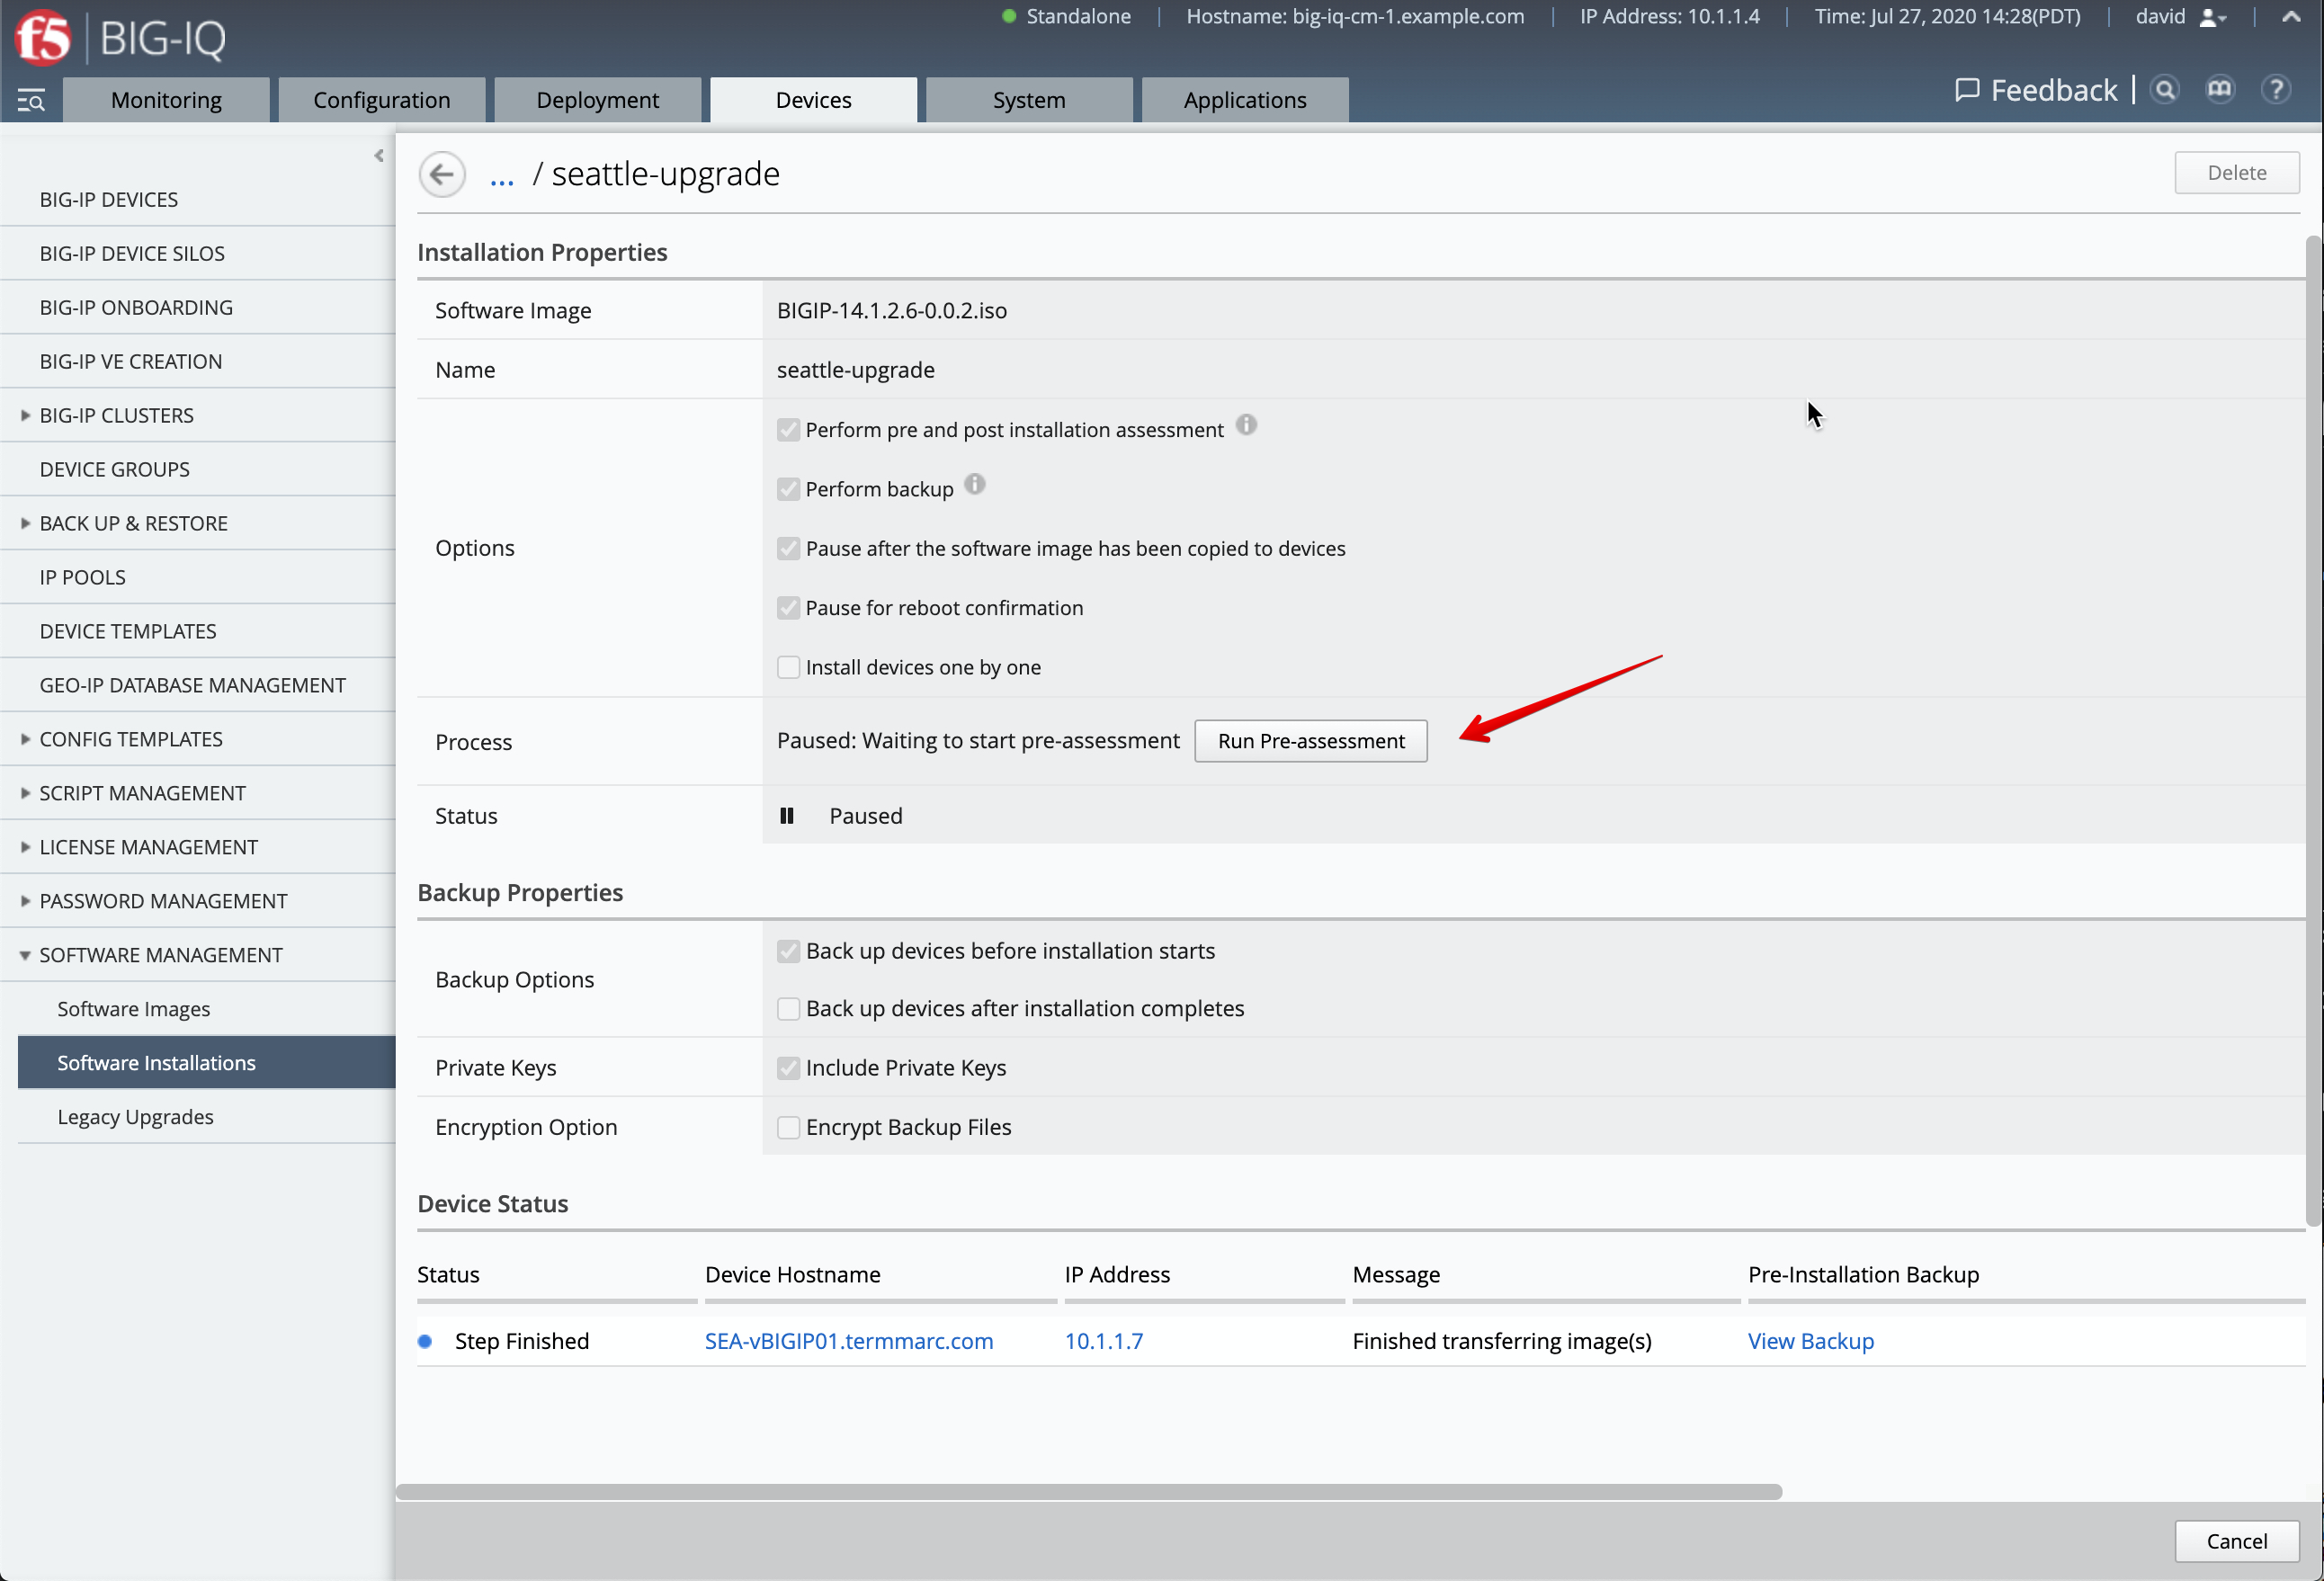 Standalone | Hostname: big-iq-cm-1.example.com | IP Address: 10.1.1.4 | Time: Jul 27, 2020 14:28(PDT) | david
f5 BIG-IQ
Monitoring Configuration Deployment Devices System Applications Feedback | ?
... / seattle-upgrade Delete
BIG-IP DEVICES
BIG-IP DEVICE SILOS
BIG-IP ONBOARDING
BIG-IP VE CREATION
BIG-IP CLUSTERS
DEVICE GROUPS
BACK UP & RESTORE
IP POOLS
DEVICE TEMPLATES
GEO-IP DATABASE MANAGEMENT
CONFIG TEMPLATES
SCRIPT MANAGEMENT
LICENSE MANAGEMENT
PASSWORD MANAGEMENT
SOFTWARE MANAGEMENT
Software Images
Software Installations
Legacy Upgrades
Installation Properties
Software Image BIGIP-14.1.2.6-0.0.2.iso
Name seattle-upgrade
Options
Perform pre and post installation assessment i
Perform backup i
Pause after the software image has been copied to devices
Pause for reboot confirmation
Install devices one by one
Process Paused: Waiting to start pre-assessment Run Pre-assessment
Status Paused
Backup Properties
Backup Options
Back up devices before installation starts
Back up devices after installation completes
Private Keys Include Private Keys
Encryption Option Encrypt Backup Files
Device Status
Status Device Hostname IP Address Message Pre-Installation Backup
Step Finished SEA-vBIGIP01.termmarc.com 10.1.1.7 Finished transferring image(s) View Backup
Cancel